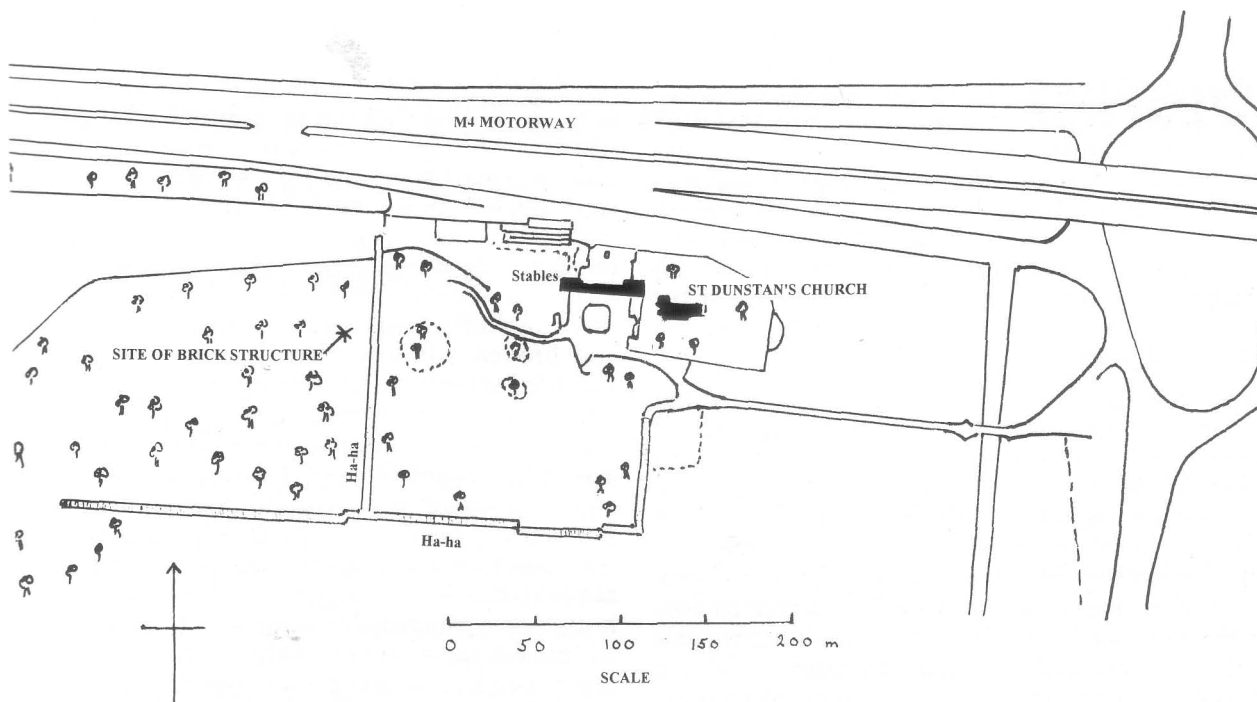 M4 MOTORWAY
Stables
ST DUNSTAN'S CHURCH
SITE OF BRICK STRUCTURE
Ha-ha
Ha-ha
0 50 100 150 200 m
SCALE